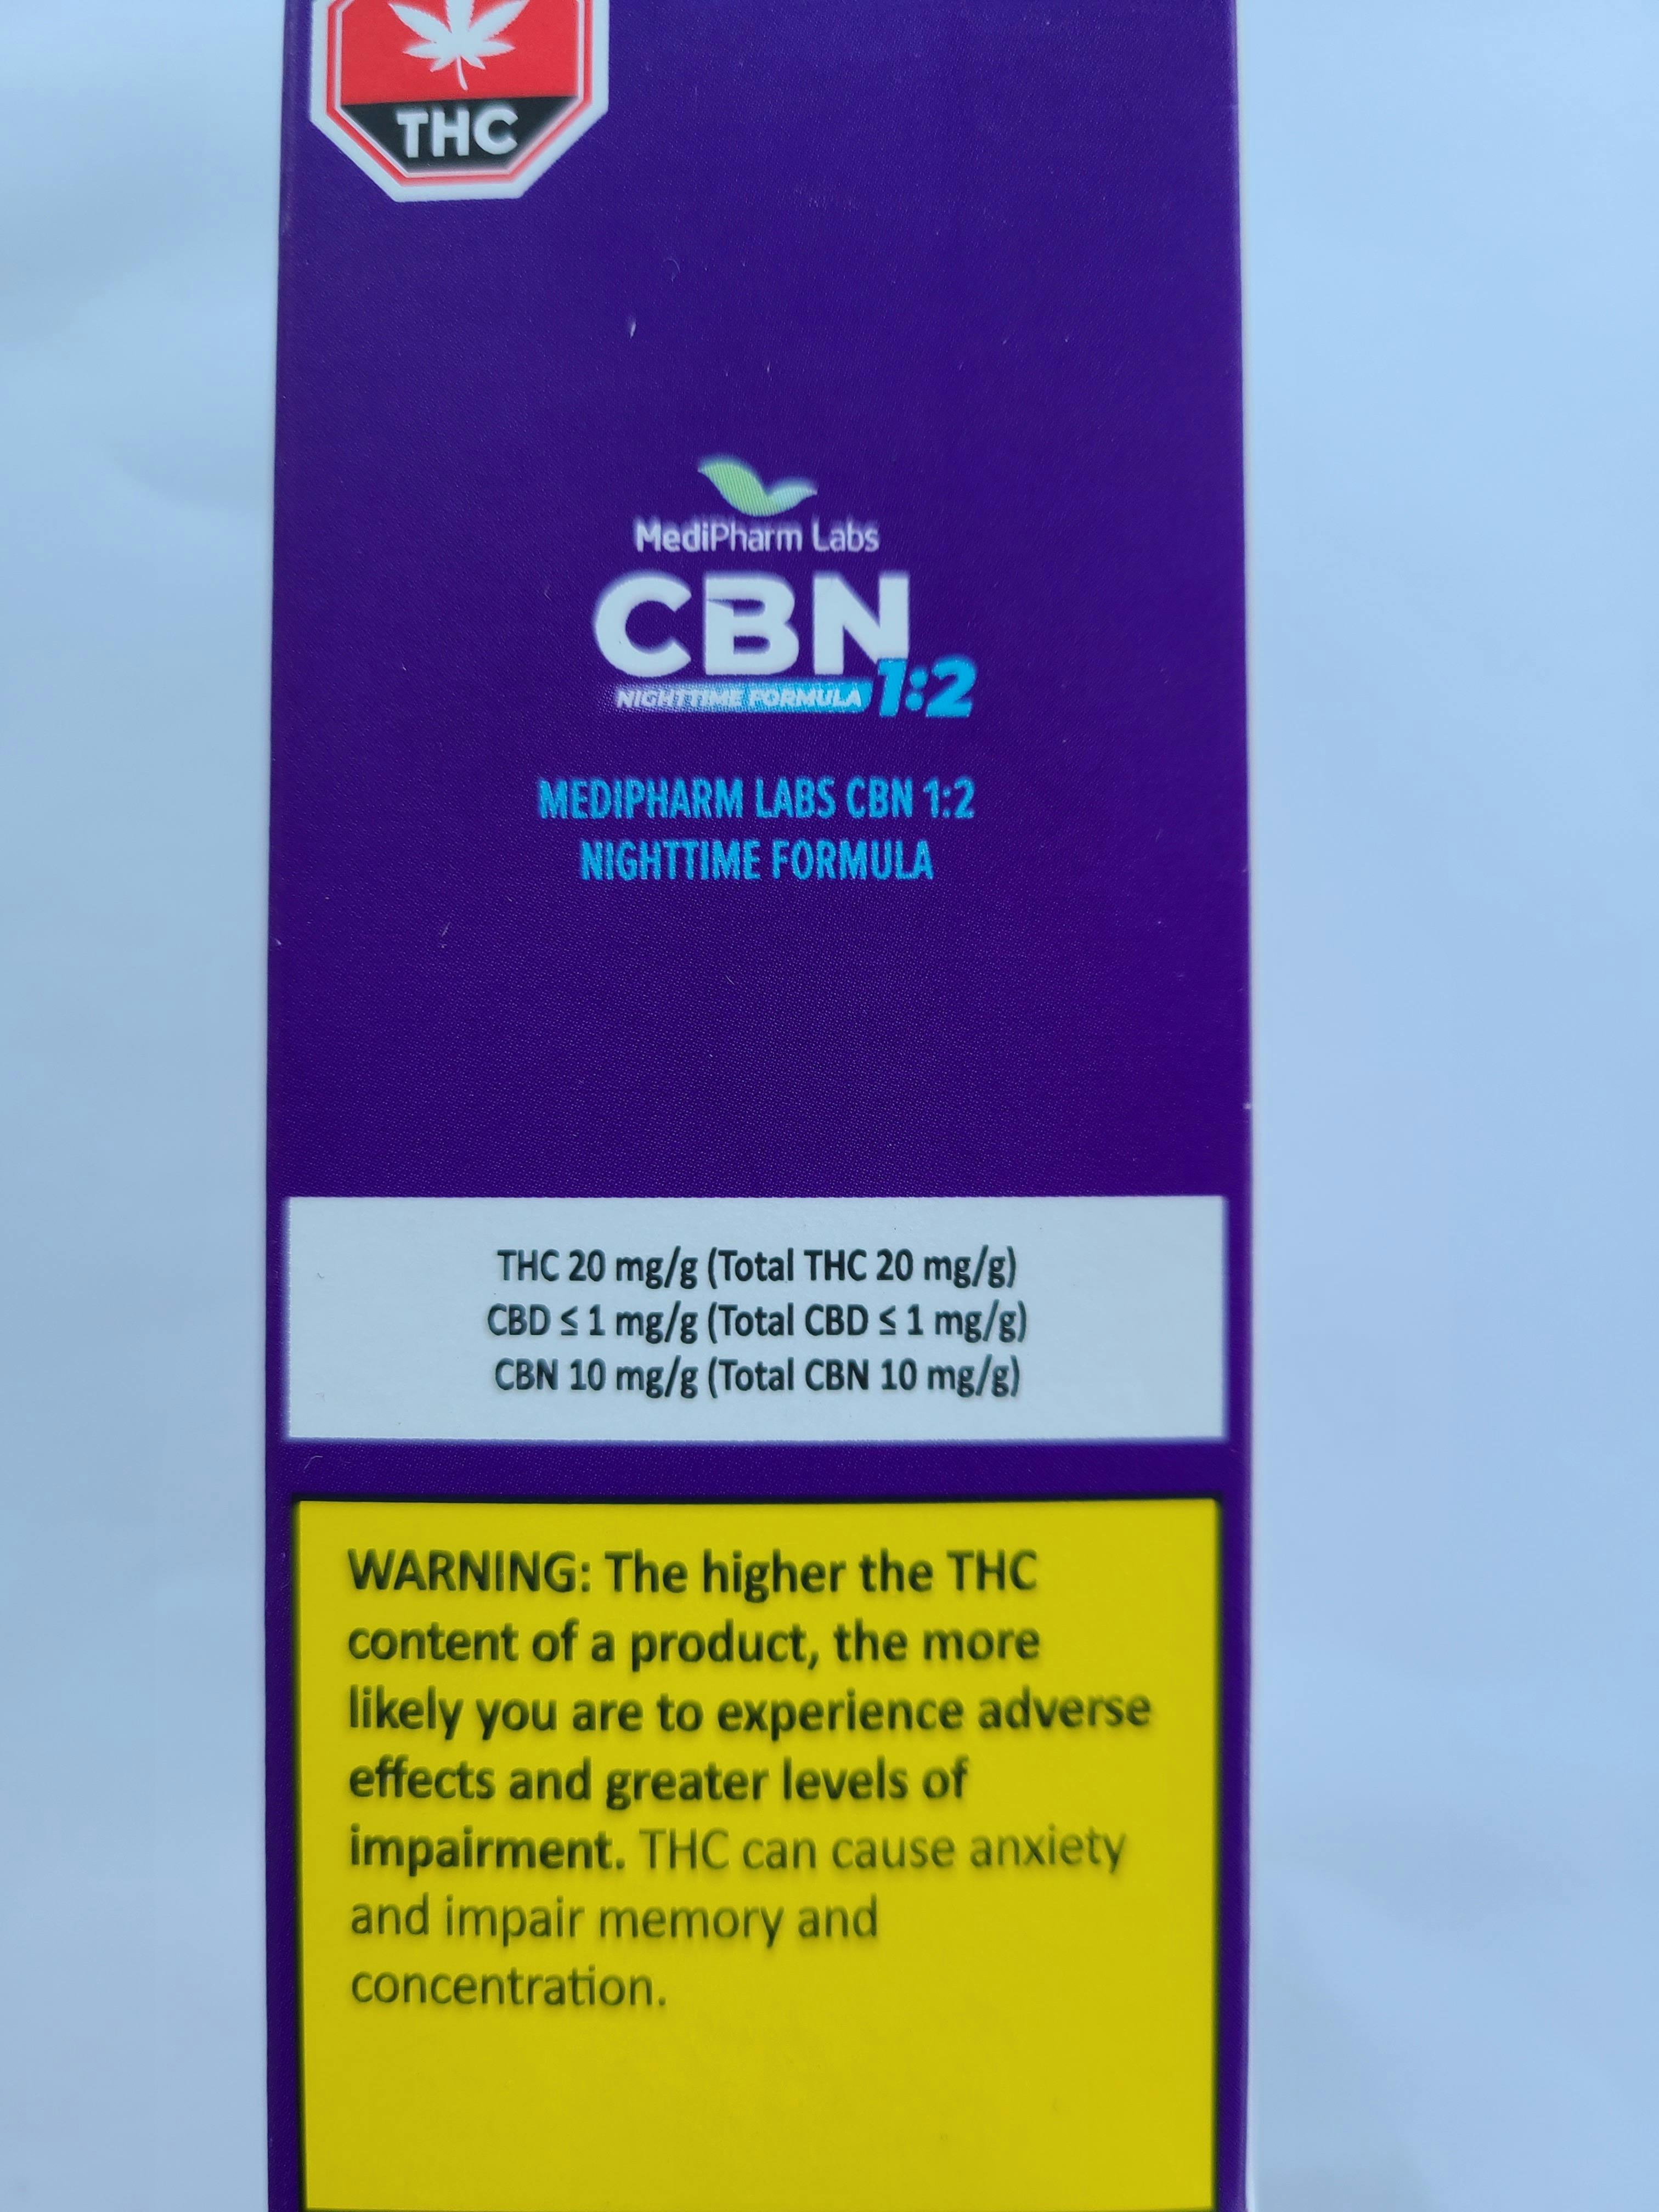 THC
MediPharm Labs
CBN
NIGHTTIME FORMULA 1:2
MEDIPHARM LABS CBN 1:2
NIGHTTIME FORMULA
THC 20 mg/g (Total THC 20 mg/g)
CBD ≤ 1 mg/g (Total CBD ≤ 1 mg/g)
CBN 10 mg/g (Total CBN 10 mg/g)
WARNING: The higher the THC
content of a product, the more
likely you are to experience adverse
effects and greater levels of
impairment. THC can cause anxiety
and impair memory and
concentration.